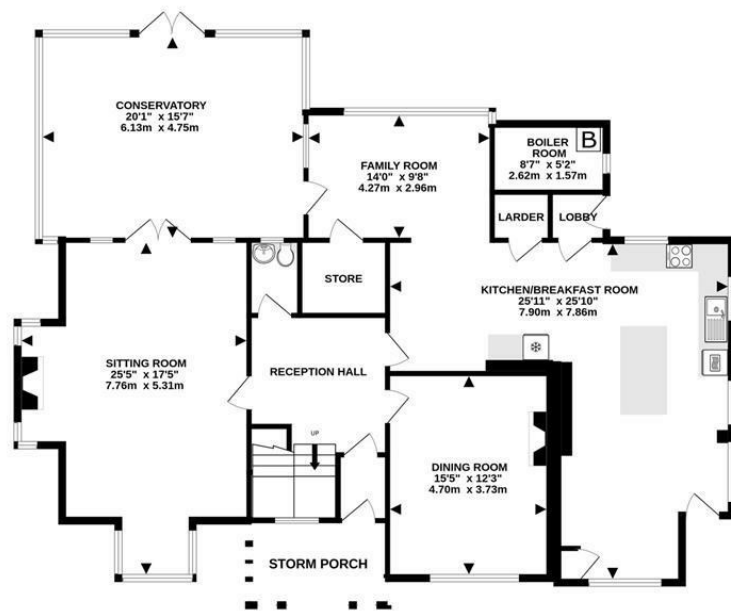 CONSERVATORY
20'1" x 15'7"
6.13m x 4.75m
FAMILY ROOM
14'0" x 9'8"
4.27m x 2.96m
BOILER
ROOM
8'7" x 5'2"
2.62m x 1.57m
B
LARDER
LOBBY
STORE
KITCHEN/BREAKFAST ROOM
25'11" x 25'10"
7.90m x 7.86m
SITTING ROOM
25'5" x 17'5"
7.76m x 5.31m
RECEPTION HALL
UP
DINING ROOM
15'5" x 12'3"
4.70m x 3.73m
STORM PORCH